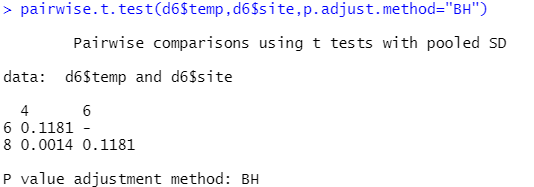 > pairwise.t.test(d6$temp,d6$site,p.adjust.method="BH")
Pairwise comparisons using t tests with pooled SD
data:  d6$temp and d6$site
4      6
6 0.1181 -
8 0.0014 0.1181
P value adjustment method: BH